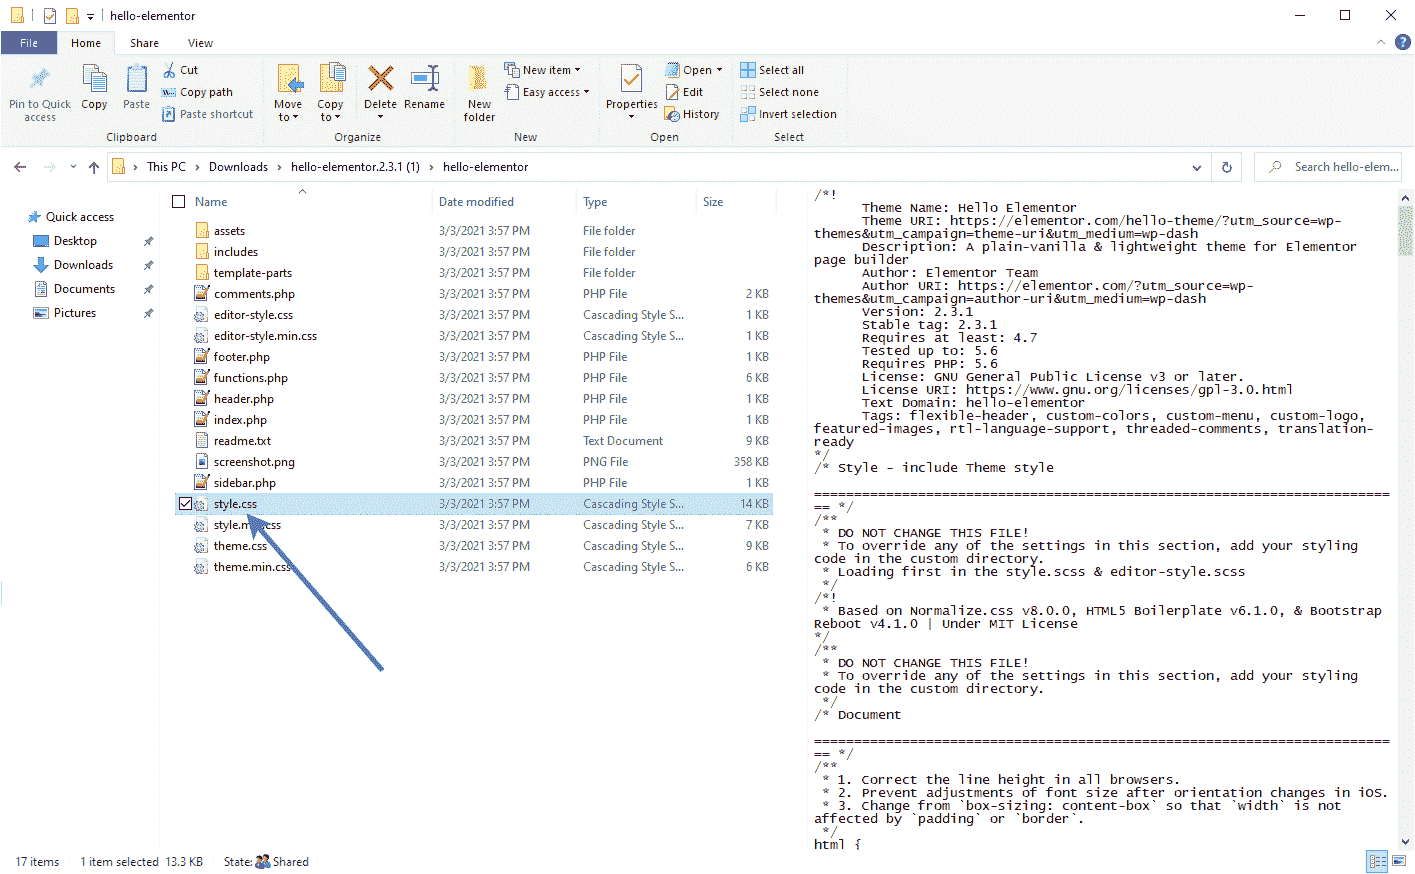 hello-elementor
File Home Share View
Pin to Quick access
Copy
Paste
Cut
Copy path
Paste shortcut
Clipboard
Move to
Copy to
Delete
Rename
Organize
New folder
New item
Easy access
New
Properties
Open
Edit
History
Open
Select all
Select none
Invert selection
Select
This PC > Downloads > hello-elementor.2.3.1 (1) > hello-elementor
Search hello-elem...
Quick access
Desktop
Downloads
Documents
Pictures
Name Date modified Type Size
assets 3/3/2021 3:57 PM File folder
includes 3/3/2021 3:57 PM File folder
template-parts 3/3/2021 3:57 PM File folder
comments.php 3/3/2021 3:57 PM PHP File 2 KB
editor-style.css 3/3/2021 3:57 PM Cascading Style S... 1 KB
editor-style.min.css 3/3/2021 3:57 PM Cascading Style S... 1 KB
footer.php 3/3/2021 3:57 PM PHP File 1 KB
functions.php 3/3/2021 3:57 PM PHP File 6 KB
header.php 3/3/2021 3:57 PM PHP File 1 KB
index.php 3/3/2021 3:57 PM PHP File 1 KB
readme.txt 3/3/2021 3:57 PM Text Document 9 KB
screenshot.png 3/3/2021 3:57 PM PNG File 358 KB
sidebar.php 3/3/2021 3:57 PM PHP File 1 KB
style.css 3/3/2021 3:57 PM Cascading Style S... 14 KB
3/3/2021 3:57 PM Cascading Style S... 7 KB
theme.css 3/3/2021 3:57 PM Cascading Style S... 9 KB
theme.min.css 3/3/2021 3:57 PM Cascading Style S... 6 KB
/*!
Theme Name: Hello Elementor
Theme URI: https://elementor.com/hello-theme/?utm_source=wp-
themes&utm_campaign=theme-uri&utm_medium=wp-dash
Description: A plain-vanilla & lightweight theme for Elementor
page builder
Author: Elementor Team
Author URI: https://elementor.com/?utm_source=wp-
themes&utm_campaign=author-uri&utm_medium=wp-dash
Version: 2.3.1
Stable tag: 2.3.1
Requires at least: 4.7
Tested up to: 5.6
Requires PHP: 5.6
License: GNU General Public License v3 or later.
License URI: https://www.gnu.org/licenses/gpl-3.0.html
Text Domain: hello-elementor
Tags: flexible-header, custom-colors, custom-menu, custom-logo,
featured-images, rtl-language-support, threaded-comments, translation-
ready
*/
/* Style - include Theme style
========================================================================
== */
/**
* DO NOT CHANGE THIS FILE!
* To override any of the settings in this section, add your styling
code in the custom directory.
* Loading first in the style.scss & editor-style.scss
*/
/*!
* Based on Normalize.css v8.0.0, HTML5 Boilerplate v6.1.0, & Bootstrap
Reboot v4.1.0 | Under MIT License
*/
/**
* DO NOT CHANGE THIS FILE!
* To override any of the settings in this section, add your styling
code in the custom directory.
*/
/* Document
========================================================================
== */
/**
* 1. Correct the line height in all browsers.
* 2. Prevent adjustments of font size after orientation changes in iOS.
* 3. Change from `box-sizing: content-box` so that `width` is not
affected by `padding` or `border`.
*/
html {
17 items 1 item selected 13.3 KB State: Shared